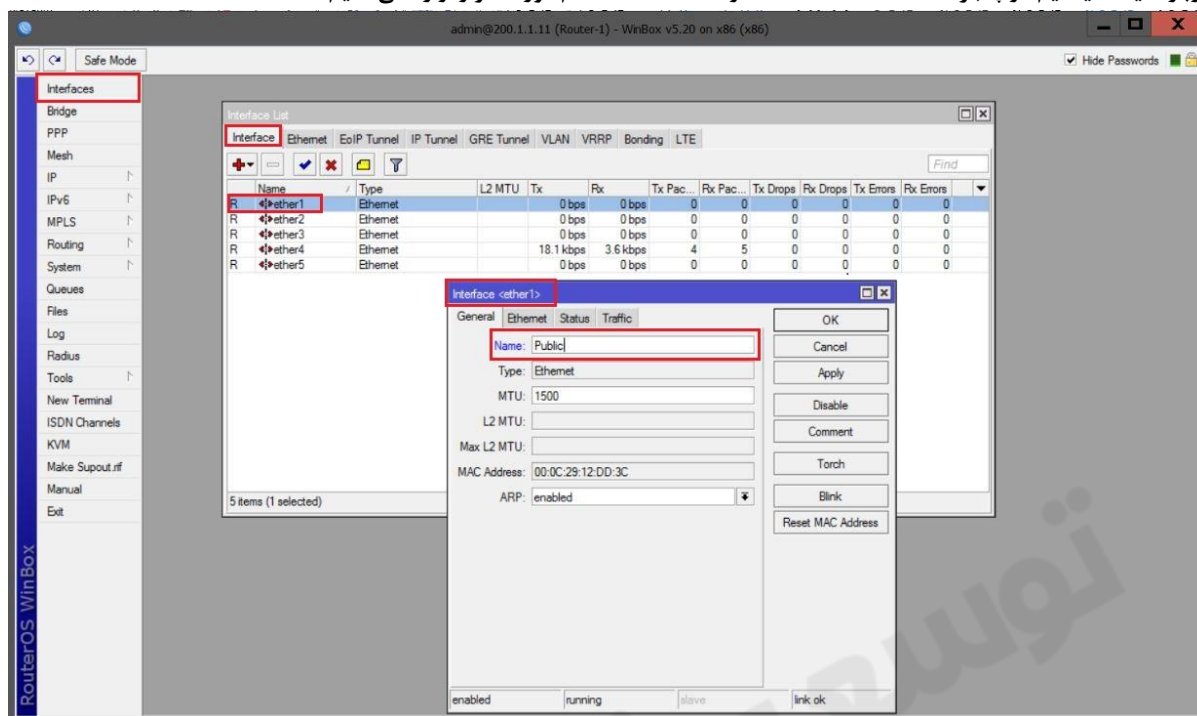 admin@200.1.1.11 (Router-1) - WinBox v5.20 on x86 (x86)
Safe Mode
Hide Passwords
Interfaces
Bridge
PPP
Mesh
IP
IPv6
MPLS
Routing
System
Queues
Files
Log
Radius
Tools
New Terminal
ISDN Channels
KVM
Make Supout.rif
Manual
Exit
RouterOS WinBox
Interface List
Interface Ethernet EoIP Tunnel IP Tunnel GRE Tunnel VLAN VRRP Bonding LTE
Find
Name Type L2 MTU Tx Rx Tx Pac... Rx Pac... Tx Drops Rx Drops Tx Errors Rx Errors
R ether1 Ethernet 0 bps 0 bps 0 0 0 0 0 0
R ether2 Ethernet 0 bps 0 bps 0 0 0 0 0 0
R ether3 Ethernet 0 bps 0 bps 0 0 0 0 0 0
R ether4 Ethernet 18.1 kbps 3.6 kbps 4 5 0 0 0 0
R ether5 Ethernet 0 bps 0 bps 0 0 0 0 0 0
5 items (1 selected)
Interface <ether1>
General Ethernet Status Traffic
Name: Public
Type: Ethernet
MTU: 1500
L2 MTU:
Max L2 MTU:
MAC Address: 00:0C:29:12:DD:3C
ARP: enabled
OK
Cancel
Apply
Disable
Comment
Torch
Blink
Reset MAC Address
enabled running slave link ok